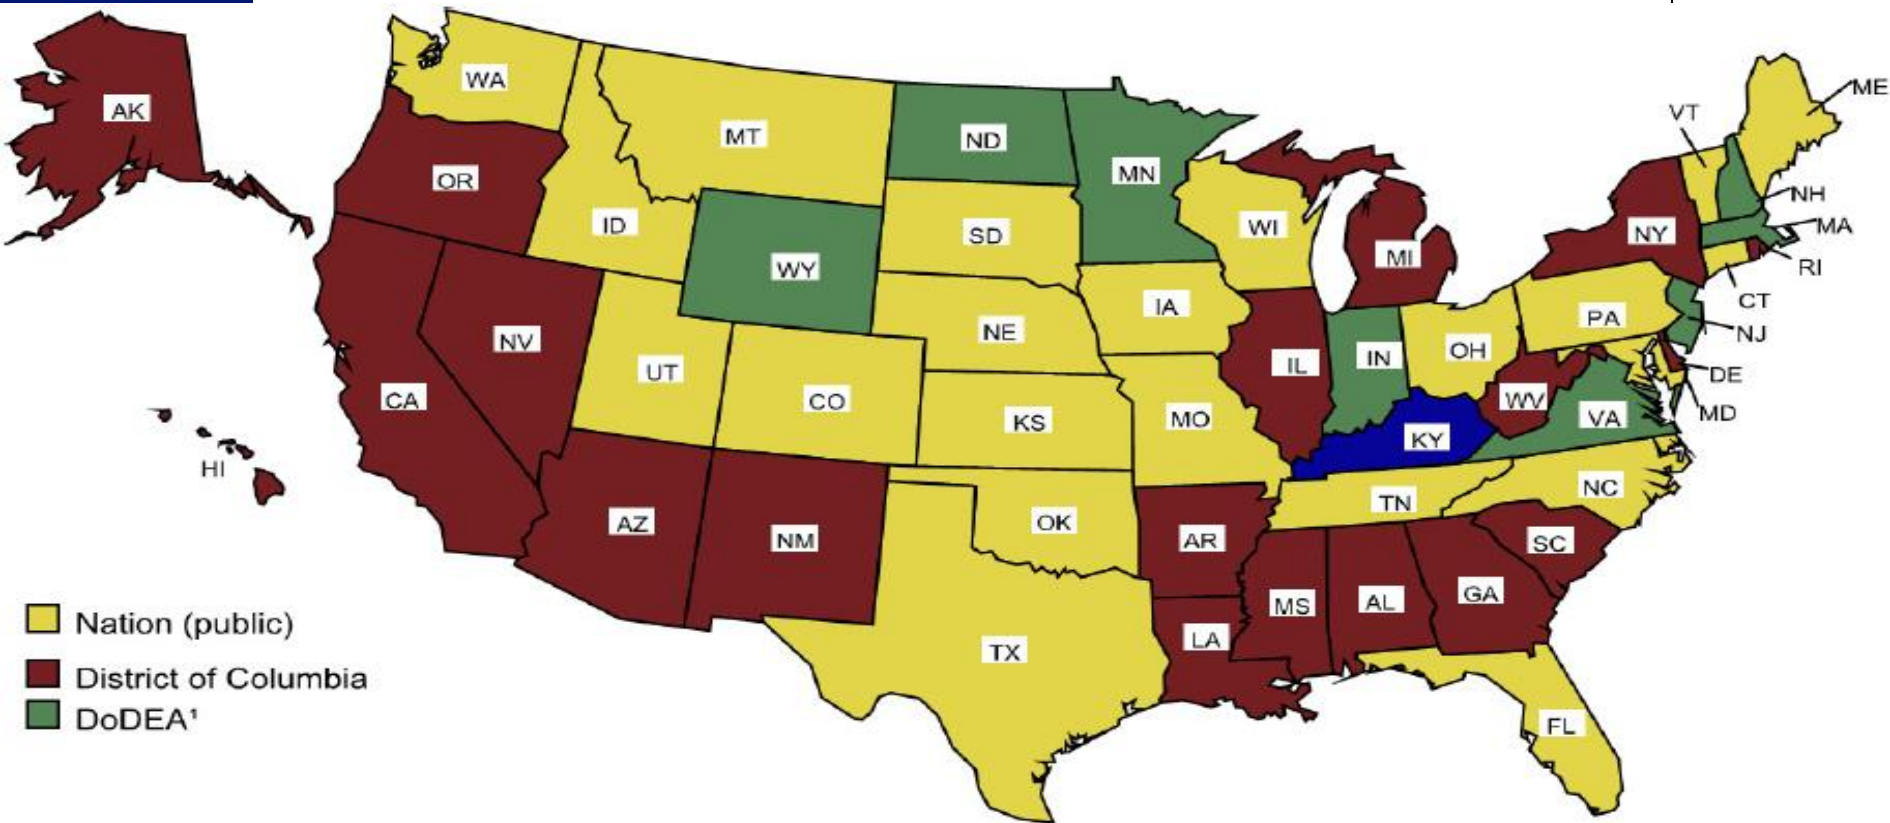 ME
WA
VT
AK
MT
ND
MN
OR
NH
ID
WI
MA
SD
NY
MI
RI
WY
CT
IA
PA
NE
NJ
NV
OH
IN
IL
UT
DE
CA
CO
WV
MD
KS
MO
VA
KY
HI
NC
TN
AZ
OK
NM
AR
SC
GA
MS
AL
Nation (public)
LA
TX
District of Columbia
DoDEA¹
FL